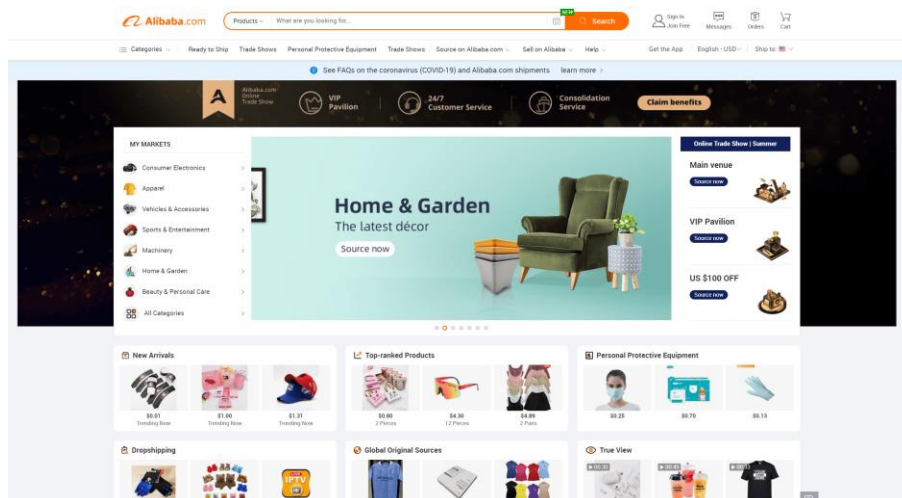 Alibaba.com
Products
What are you looking for...
NEW
Search
Sign In
Join Free
Messages
Orders
Cart
Categories
Ready to Ship
Trade Shows
Personal Protective Equipment
Trade Shows
Source on Alibaba.com
Sell on Alibaba
Help
Get the App
English - USD
Ship to:
See FAQs on the coronavirus (COVID-19) and Alibaba.com shipments learn more >
A
Alibaba.com
Online
Trade Show
VIP
Pavilion
24/7
Customer Service
Consolidation
Service
Claim benefits
MY MARKETS
Consumer Electronics
Apparel
Vehicles & Accessories
Sports & Entertainment
Machinery
Home & Garden
Beauty & Personal Care
All Categories
Home & Garden
The latest décor
Source now
Online Trade Show | Summer
Main venue
Source now
VIP Pavilion
Source now
US $100 OFF
Source now
New Arrivals
$0.01
Trending Now
$1.00
Trending Now
$1.31
Trending Now
Top-ranked Products
$0.80
2 Pieces
$4.30
12 Pieces
$4.89
2 Pairs
Personal Protective Equipment
$0.25
$0.70
$0.13
Dropshipping
IPTV
Global Original Sources
True View
00:30
00:45
00:33